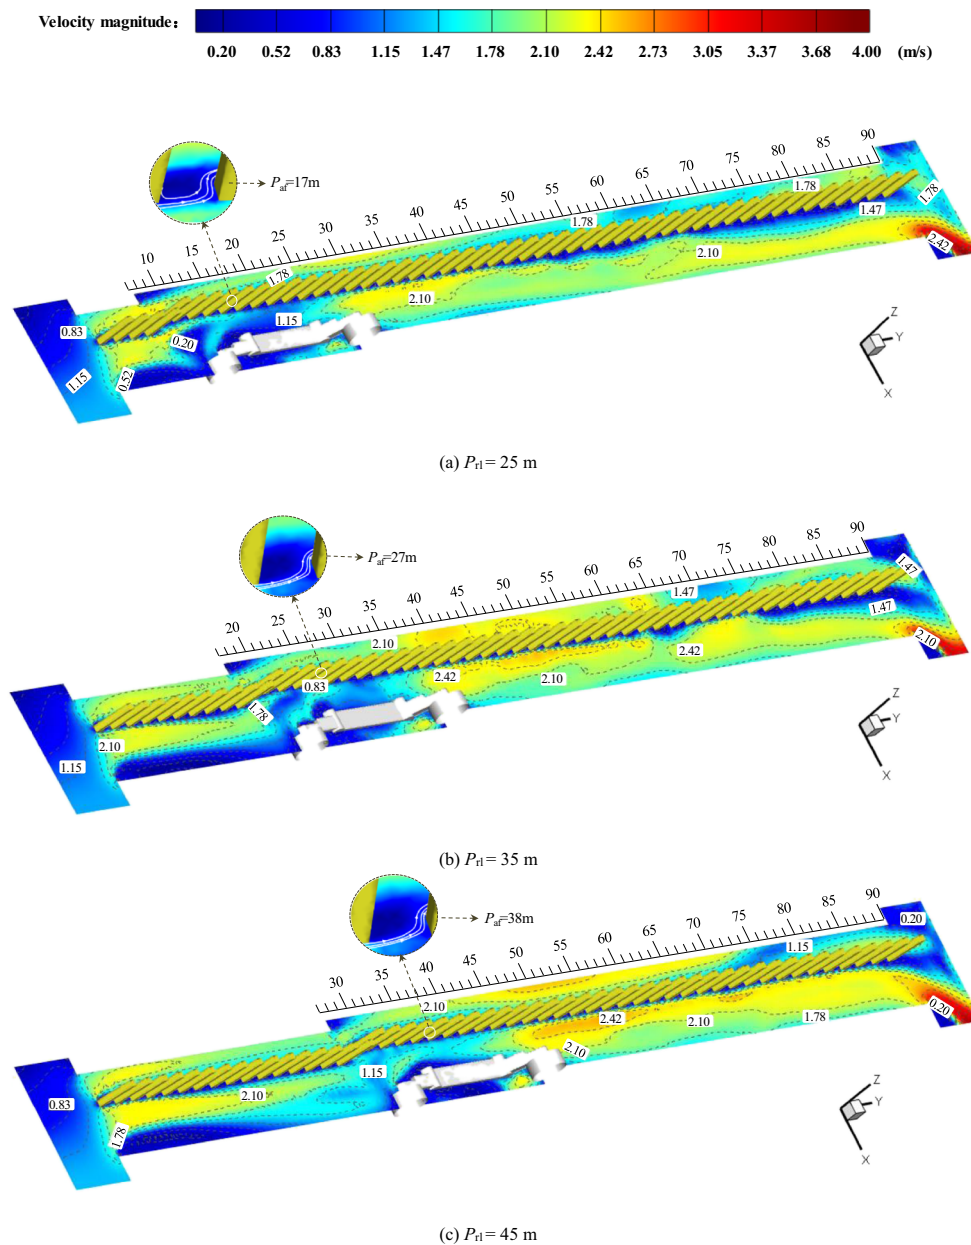 Velocity magnitude：
0.20 0.52 0.83 1.15 1.47 1.78 2.10 2.42 2.73 3.05 3.37 3.68 4.00 (m/s)
Paf=17m
10 15 20 25 30 35 40 45 50 55 60 65 70 75 80 85 90
1.78
1.78
1.78
1.47
1.78
2.42
2.10
2.10
1.15
0.83
0.20
1.15
0.52
Z
Y
X
(a) Prl = 25 m
Paf=27m
20 25 30 35 40 45 50 55 60 65 70 75 80 85 90
1.47
1.47
2.10
1.47
2.10
2.42
2.42
2.10
0.83
1.78
2.10
1.15
Z
Y
X
(b) Prl = 35 m
Paf=38m
30 35 40 45 50 55 60 65 70 75 80 85 90
0.20
1.15
2.10
0.20
2.42
2.10
1.78
2.10
1.15
2.10
0.83
1.78
Z
Y
X
(c) Prl = 45 m